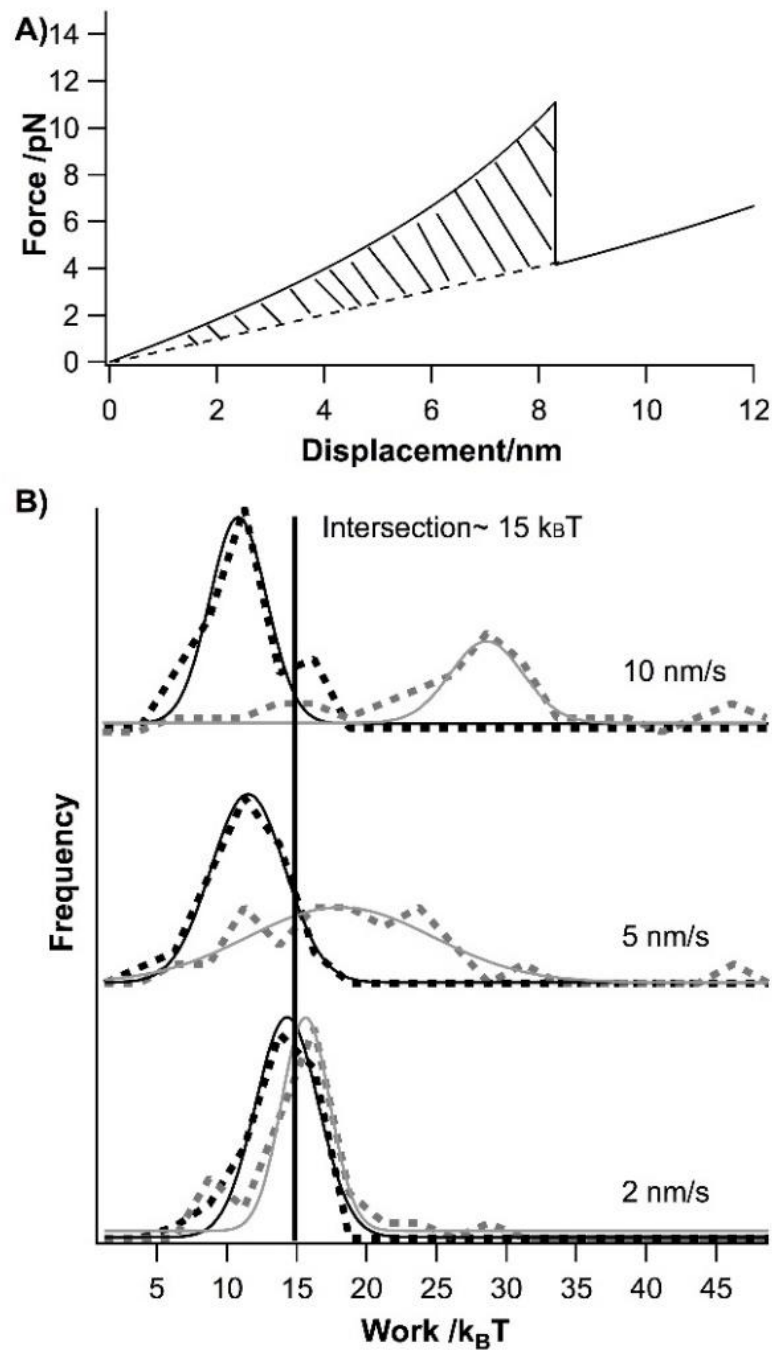 A)
14
12
10
8
6
4
2
0
Force /pN
0 2 4 6 8 10 12
Displacement/nm
B)
Intersection~ 15 kBT
10 nm/s
5 nm/s
2 nm/s
Frequency
5 10 15 20 25 30 35 40 45
Work /kBT